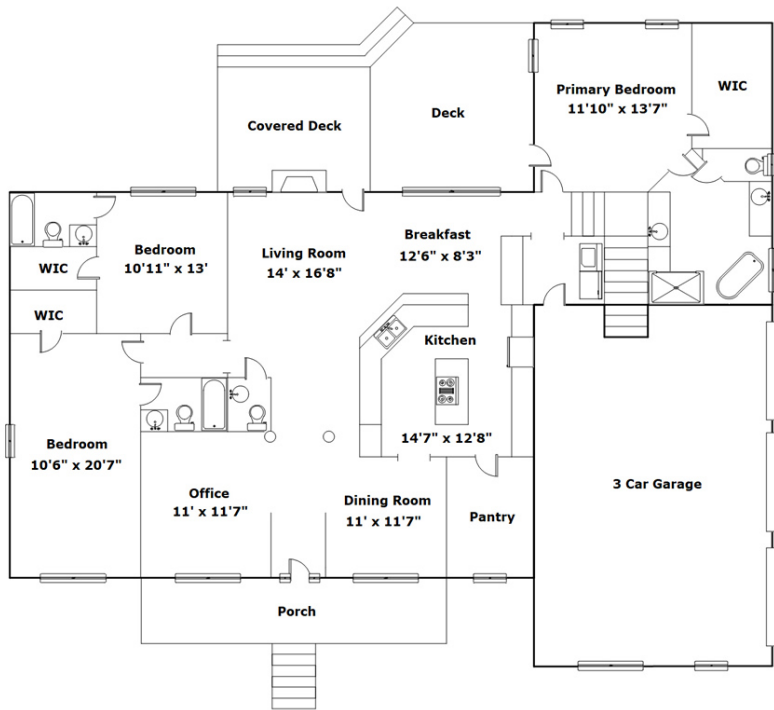 Primary Bedroom
11'10" x 13'7"
WIC
Deck
Covered Deck
Breakfast
12'6" x 8'3"
Bedroom
10'11" x 13'
Living Room
14' x 16'8"
WIC
WIC
Kitchen
14'7" x 12'8"
Bedroom
10'6" x 20'7"
Office
11' x 11'7"
Dining Room
11' x 11'7"
Pantry
3 Car Garage
Porch